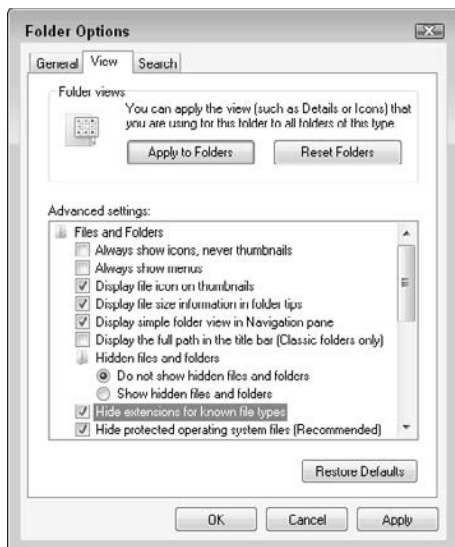 Folder Options
General View Search
Folder views
You can apply the view (such as Details or Icons) that
you are using for this folder to all folders of this type.
Apply to Folders Reset Folders
Advanced settings:
Files and Folders
Always show icons, never thumbnails
Always show menus
Display file icon on thumbnails
Display file size information in folder tips
Display simple folder view in Navigation pane
Display the full path in the title bar (Classic folders only)
Hidden files and folders
Do not show hidden files and folders
Show hidden files and folders
Hide extensions for known file types
Hide protected operating system files (Recommended)
Restore Defaults
OK Cancel Apply